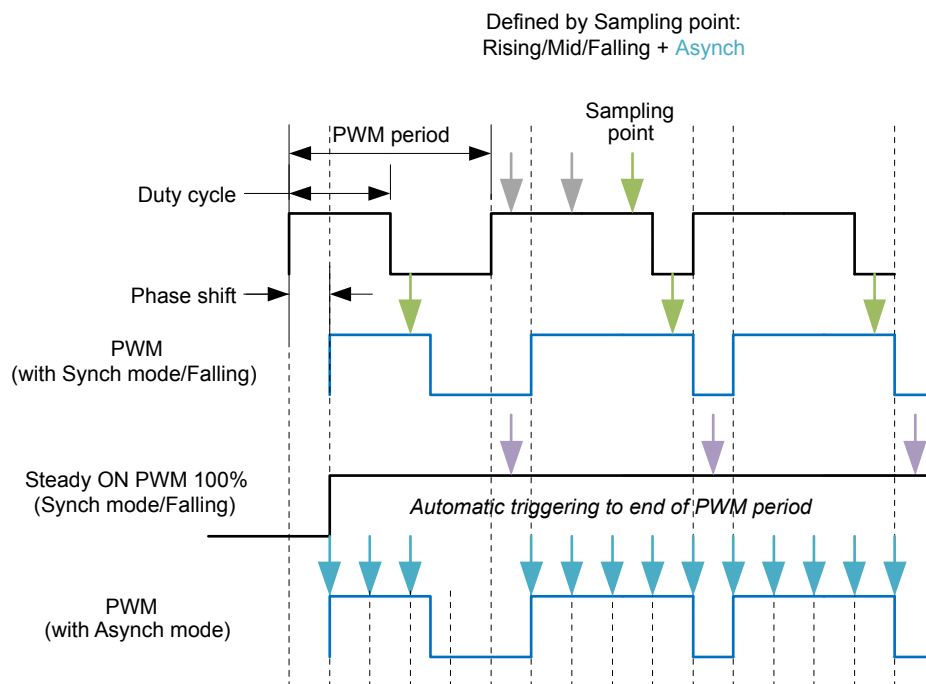 Defined by Sampling point:
Rising/Mid/Falling + Asynch
Sampling
point
PWM period
Duty cycle
Phase shift
PWM
(with Synch mode/Falling)
Steady ON PWM 100%
(Synch mode/Falling)
Automatic triggering to end of PWM period
PWM
(with Asynch mode)